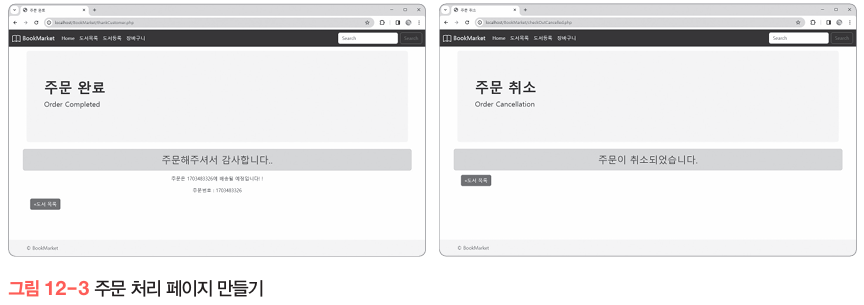 주문 완료
localhost/BookMarket/thankCustomer.php
BookMarket Home 도서목록 도서등록 장바구니 Search Search
주문 완료
Order Completed
주문해주셔서 감사합니다..
주문은 1703483326에 배송될 예정입니다!!
주문번호 : 1703483326
«도서 목록
© BookMarket
주문 취소
localhost/BookMarket/checkOutCancelled.php
BookMarket Home 도서목록 도서등록 장바구니 Search Search
주문 취소
Order Cancellation
주문이 취소되었습니다.
«도서 목록
© BookMarket
그림 12-3 주문 처리 페이지 만들기